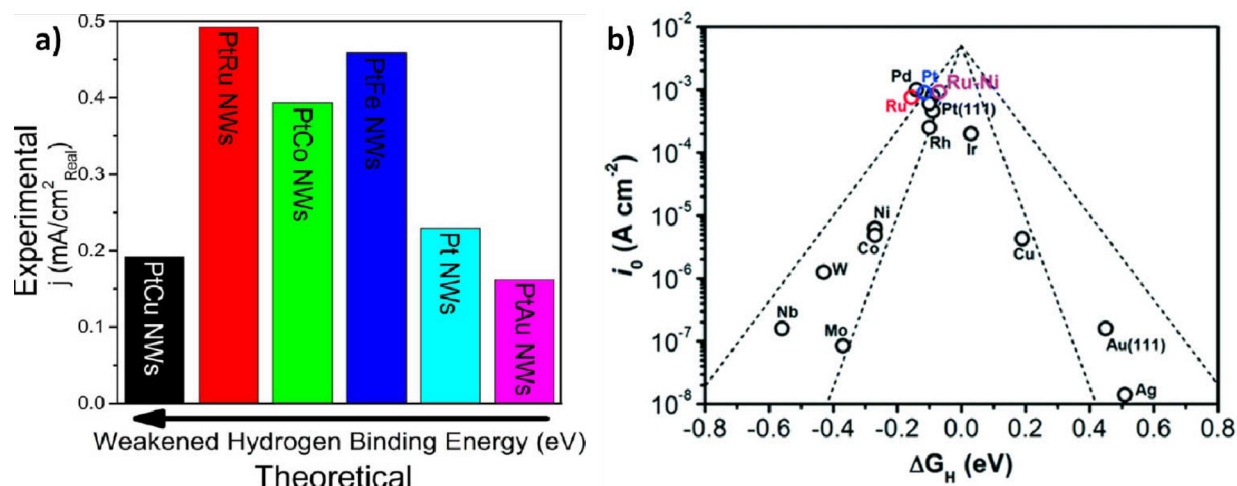 a)
Experimental
j (mA/cm²Real)
0.5
0.4
0.3
0.2
0.1
0.0
PtCu NWs
PtRu NWs
PtCo NWs
PtFe NWs
Pt NWs
PtAu NWs
Weakened Hydrogen Binding Energy (eV)
Theoretical
b)
i₀ (A cm⁻²)
10⁻²
10⁻³
10⁻⁴
10⁻⁵
10⁻⁶
10⁻⁷
10⁻⁸
Pd
Pt
Ru-Ni
Ru
Pt(111)
Rh
Ir
Ni
Co
Cu
W
Nb
Mo
Au(111)
Ag
-0.8 -0.6 -0.4 -0.2 0.0 0.2 0.4 0.6 0.8
ΔG_H (eV)